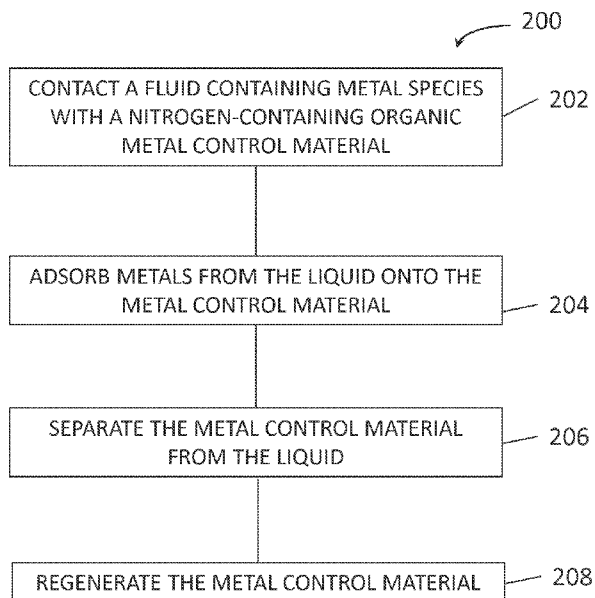 200
CONTACT A FLUID CONTAINING METAL SPECIES
WITH A NITROGEN-CONTAINING ORGANIC
METAL CONTROL MATERIAL
202
ADSORB METALS FROM THE LIQUID ONTO THE
METAL CONTROL MATERIAL
204
SEPARATE THE METAL CONTROL MATERIAL
FROM THE LIQUID
206
REGENERATE THE METAL CONTROL MATERIAL
208